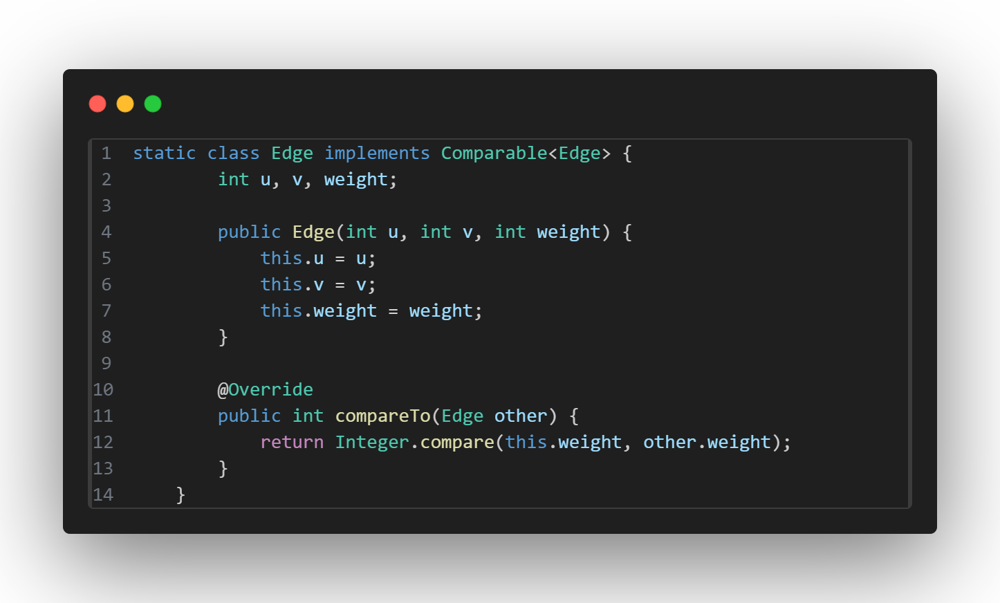 1 static class Edge implements Comparable<Edge> {
2         int u, v, weight;
3
4         public Edge(int u, int v, int weight) {
5             this.u = u;
6             this.v = v;
7             this.weight = weight;
8         }
9
10         @Override
11         public int compareTo(Edge other) {
12             return Integer.compare(this.weight, other.weight);
13         }
14     }